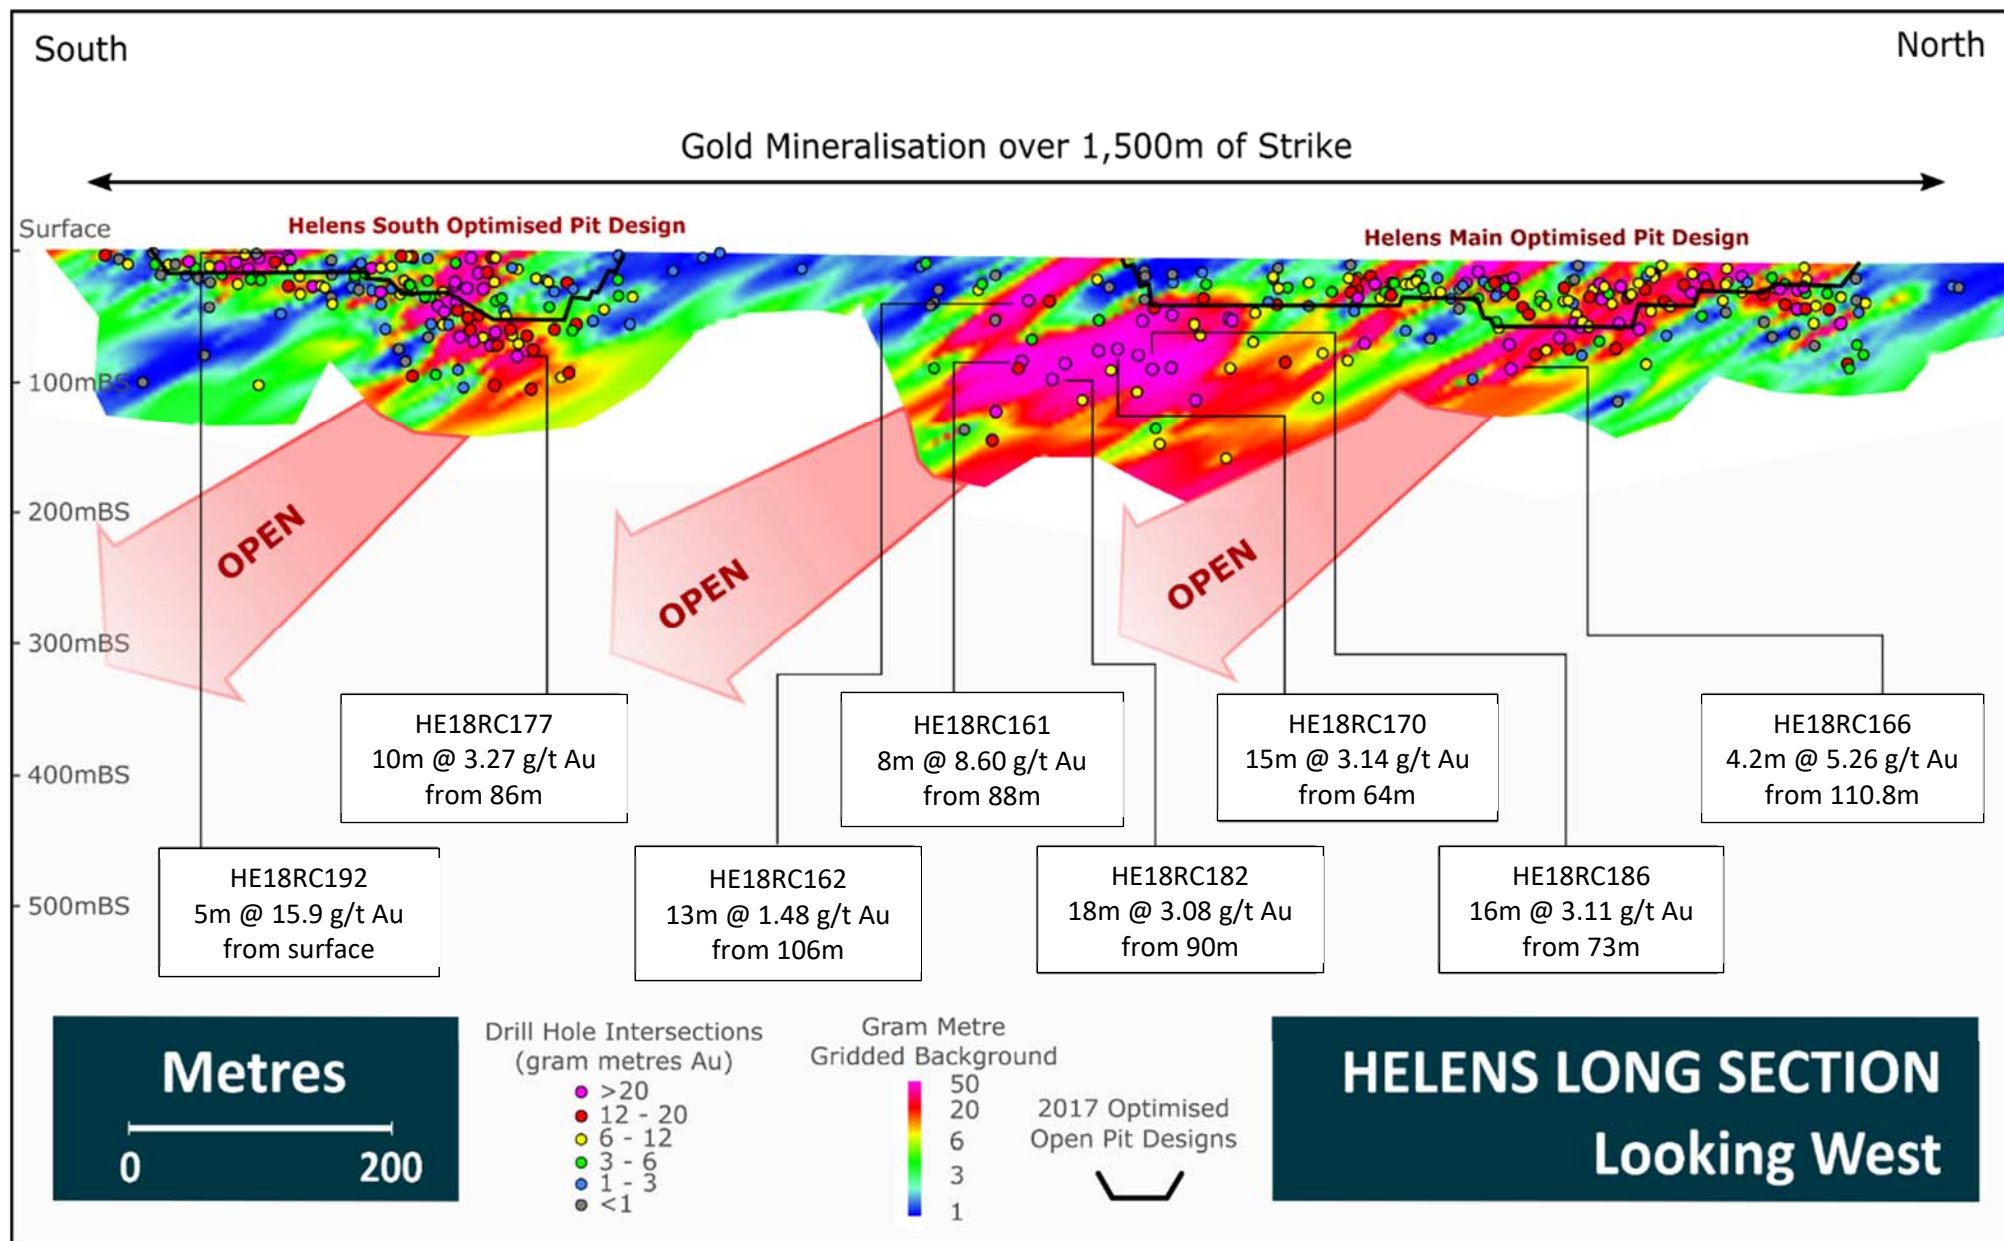 South
North
Gold Mineralisation over 1,500m of Strike
Surface
Helens South Optimised Pit Design
Helens Main Optimised Pit Design
100mBS
200mBS
300mBS
400mBS
500mBS
OPEN
OPEN
OPEN
HE18RC177
10m @ 3.27 g/t Au
from 86m
HE18RC161
8m @ 8.60 g/t Au
from 88m
HE18RC170
15m @ 3.14 g/t Au
from 64m
HE18RC166
4.2m @ 5.26 g/t Au
from 110.8m
HE18RC192
5m @ 15.9 g/t Au
from surface
HE18RC162
13m @ 1.48 g/t Au
from 106m
HE18RC182
18m @ 3.08 g/t Au
from 90m
HE18RC186
16m @ 3.11 g/t Au
from 73m
Metres
0 200
Drill Hole Intersections
(gram metres Au)
>20
12 - 20
6 - 12
3 - 6
1 - 3
<1
Gram Metre
Gridded Background
50
20
6
3
1
2017 Optimised
Open Pit Designs
HELENS LONG SECTION
Looking West